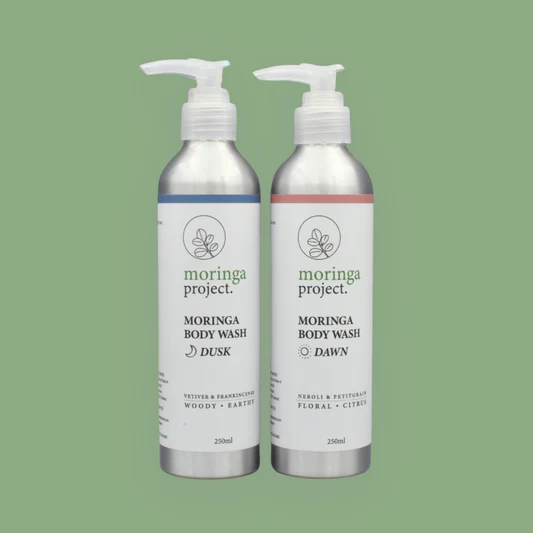 moringa
project.
MORINGA
BODY WASH
DUSK
VETIVER & FRANKINCENSE
WOODY • EARTHY
250ml
moringa
project.
MORINGA
BODY WASH
DAWN
NEROLI & PETITGRAIN
FLORAL • CITRUS
250ml